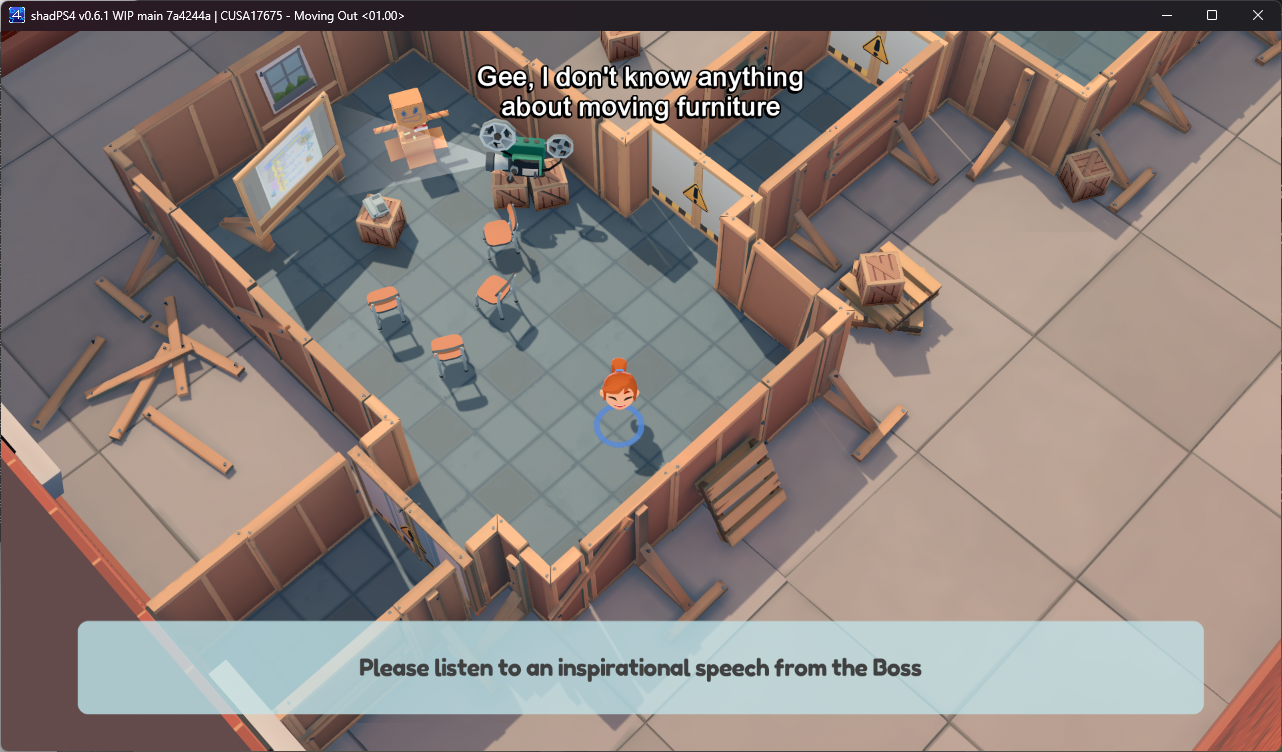 shadPS4 v0.6.1 WIP main 7a4244a | CUSA17675 - Moving Out <01.00>
Gee, I don't know anything
about moving furniture
Please listen to an inspirational speech from the Boss